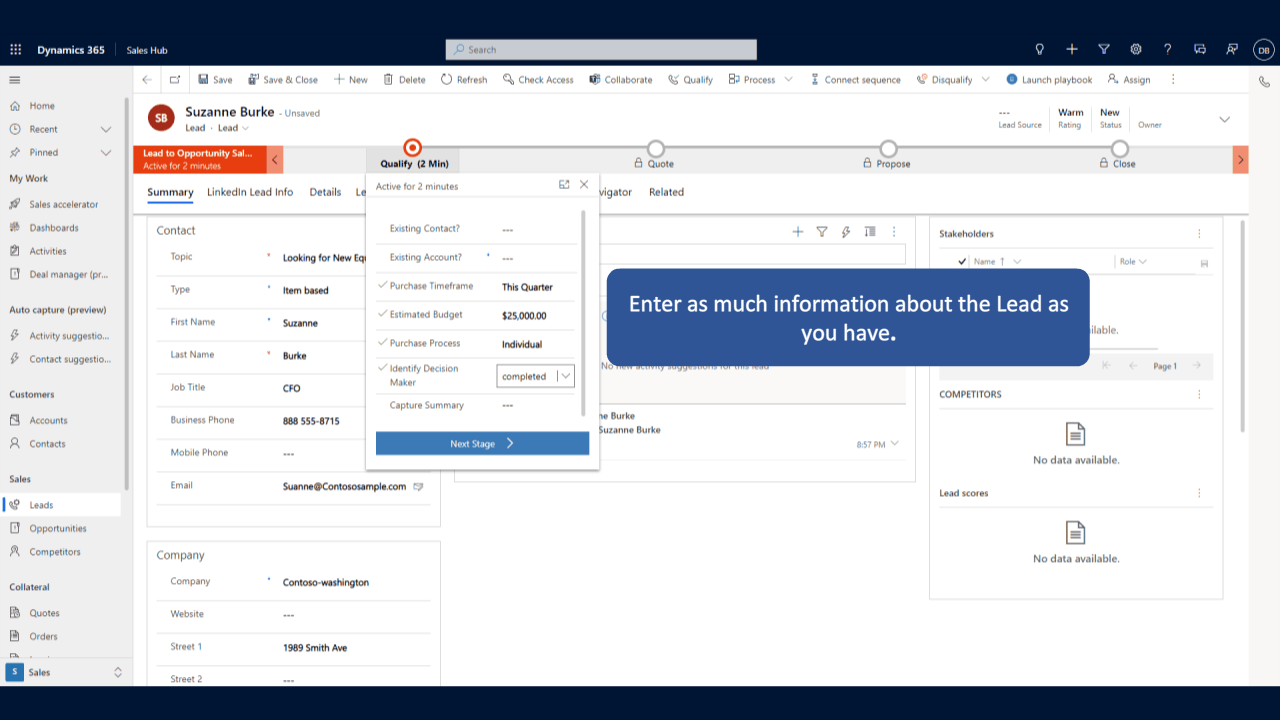 Dynamics 365
Sales Hub
Search
DB
Save
Save & Close
New
Delete
Refresh
Check Access
Collaborate
Qualify
Process
Connect sequence
Disqualify
Launch playbook
Assign
Home
Recent
Pinned
My Work
Sales accelerator
Dashboards
Activities
Deal manager (pr...
Auto capture (preview)
Activity suggestio...
Contact suggestio...
Customers
Accounts
Contacts
Sales
Leads
Opportunities
Competitors
Collateral
Quotes
Orders
S Sales
SB
Suzanne Burke - Unsaved
Lead · Lead
---
Lead Source
Warm
Rating
New
Status
Owner
Lead to Opportunity Sal...
Active for 2 minutes
Qualify (2 Min)
Quote
Propose
Close
Summary
LinkedIn Lead Info
Details
Le
vigator
Related
Active for 2 minutes
Existing Contact? ---
Existing Account? * ---
Purchase Timeframe This Quarter
Estimated Budget $25,000.00
Purchase Process Individual
Identify Decision
Maker
completed
Capture Summary ---
Next Stage
Contact
Topic * Looking for New Equ
Type * Item based
First Name * Suzanne
Last Name * Burke
Job Title CFO
Business Phone 888 555-8715
Mobile Phone ---
Email Suanne@Contososample.com
Company
Company * Contoso-washington
Website ---
Street 1 1989 Smith Ave
Street 2 ---
Enter as much information about the Lead as
you have.
No new activity suggestions for this lead
ne Burke
Suzanne Burke
8:57 PM
Stakeholders
Name ↑
Role
ilable.
Page 1
COMPETITORS
No data available.
Lead scores
No data available.